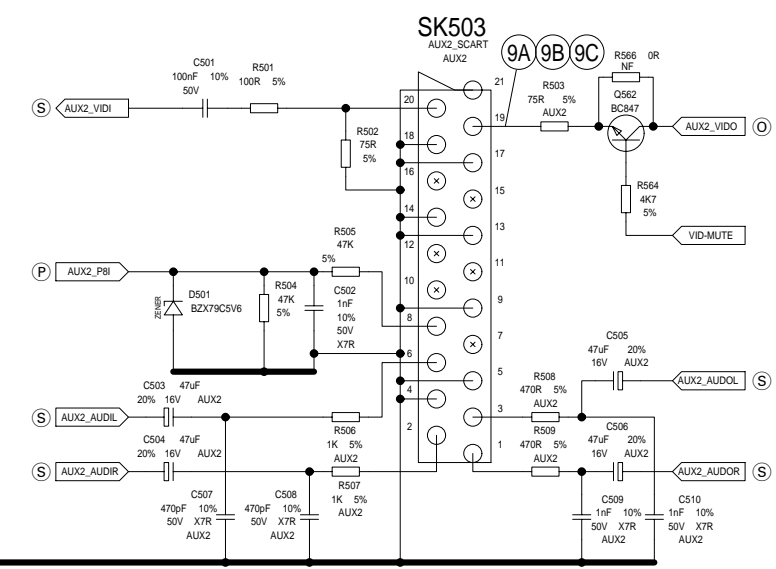 SK503
AUX2_SCART
AUX2
9A 9B 9C
R566 0R
NF
Q562
BC847
C501
100nF 10%
50V
R501
100R 5%
R503
75R 5%
AUX2
S AUX2_VIDI
AUX2_VIDO O
R502
75R
5%
R564
4K7
5%
VID-MUTE
21
20
19
18
17
16
15
14
13
12
11
10
9
8
7
6
5
4
3
2
1
R505
47K
5%
P AUX2_P8I
ZENER
D501
BZX79C5V6
R504
47K
5%
C502
1nF
10%
50V
X7R
C503 47uF
20% 16V AUX2
S AUX2_AUDIL
R506
1K 5%
AUX2
C504 47uF
20% 16V AUX2
S AUX2_AUDIR
R507
1K 5%
AUX2
C507
470pF 10%
50V X7R
AUX2
C508
470pF 10%
50V X7R
AUX2
C505
47uF 20%
16V AUX2
AUX2_AUDOL S
R508
470R 5%
AUX2
R509
470R 5%
AUX2
C506
47uF 20%
16V AUX2
AUX2_AUDOR S
C509
1nF 10%
50V X7R
AUX2
C510
1nF 10%
50V X7R
AUX2